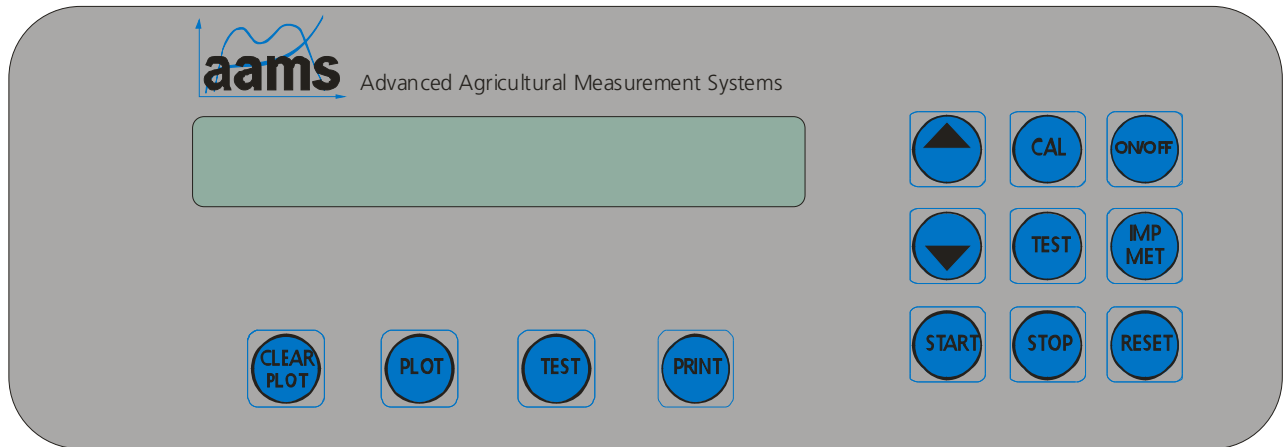 aams
Advanced Agricultural Measurement Systems
CAL
ON/OFF
TEST
IMP
MET
START
STOP
RESET
CLEAR
PLOT
PLOT
TEST
PRINT